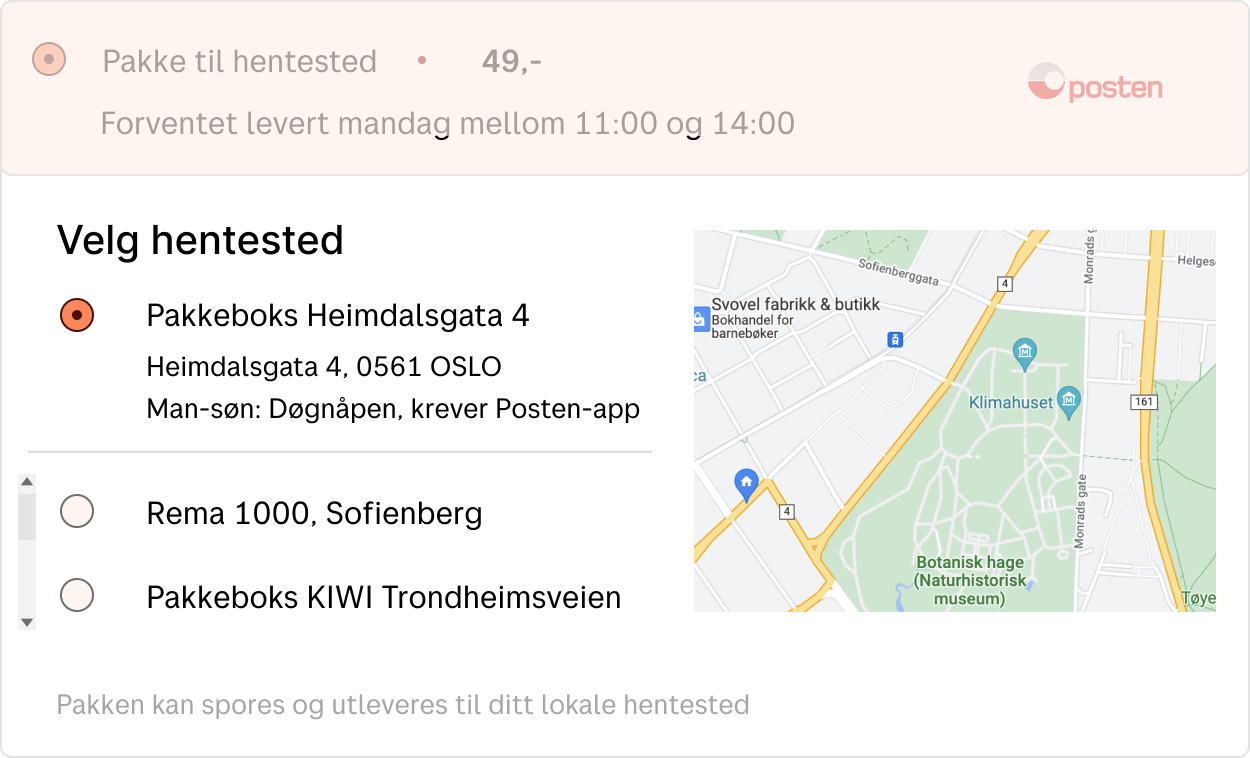 Pakke til hentested • 49,-
posten
Forventet levert mandag mellom 11:00 og 14:00
Velg hentested
Pakkeboks Heimdalsgata 4
Heimdalsgata 4, 0561 OSLO
Man-søn: Døgnåpen, krever Posten-app
Rema 1000, Sofienberg
Pakkeboks KIWI Trondheimsveien
Sofienberggata
Monrads g
Helges
4
Svovel fabrikk & butikk
Bokhandel for
barnebøker
ca
Klimahuset
161
4
Monrads gate
Botanisk hage
(Naturhistorisk
museum)
Tøye
Pakken kan spores og utleveres til ditt lokale hentested